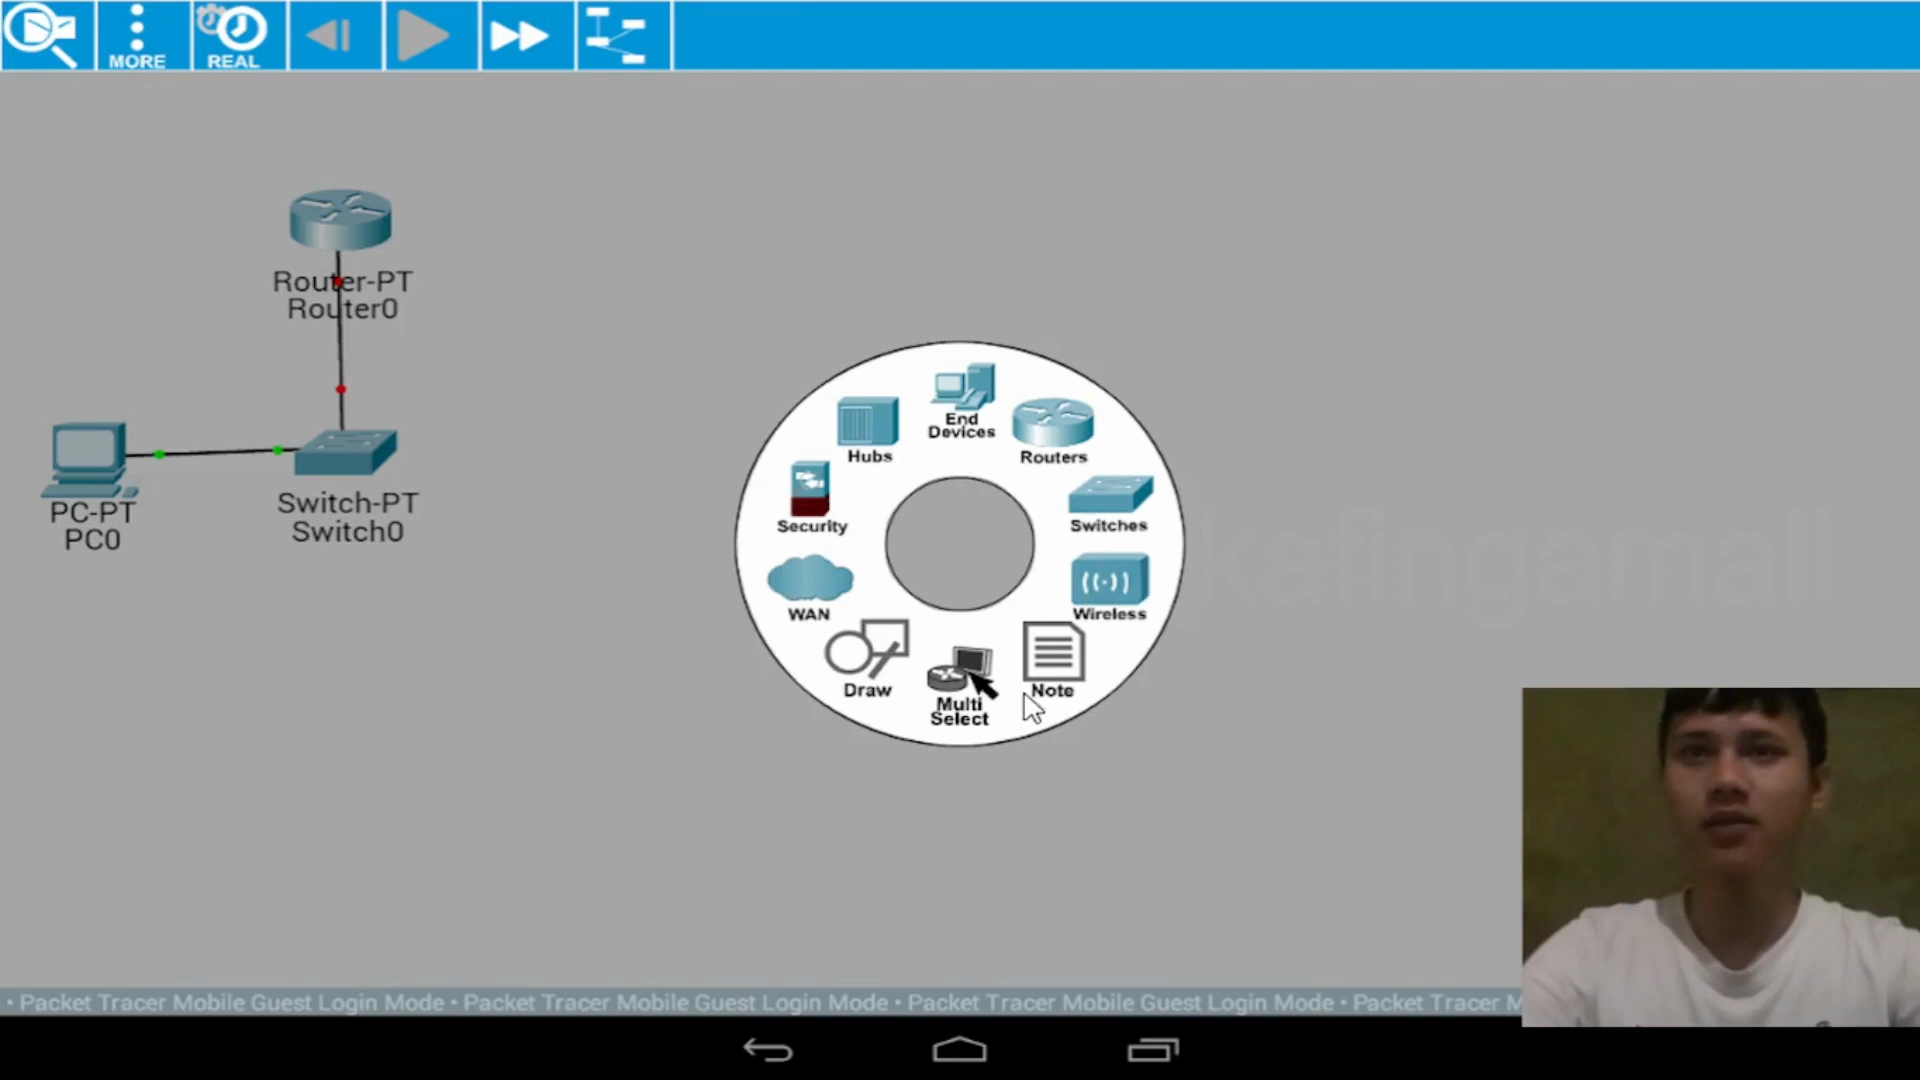 MORE
REAL
Router-PT
Router0
End
Devices
Hubs
Routers
Security
Switches
PC-PT
PC0
Switch-PT
Switch0
kafingamali
WAN
Wireless
Draw
Multi
Select
Note
• Packet Tracer Mobile Guest Login Mode • Packet Tracer Mobile Guest Login Mode • Packet Tracer Mobile Guest Login Mode • Packet Tracer M